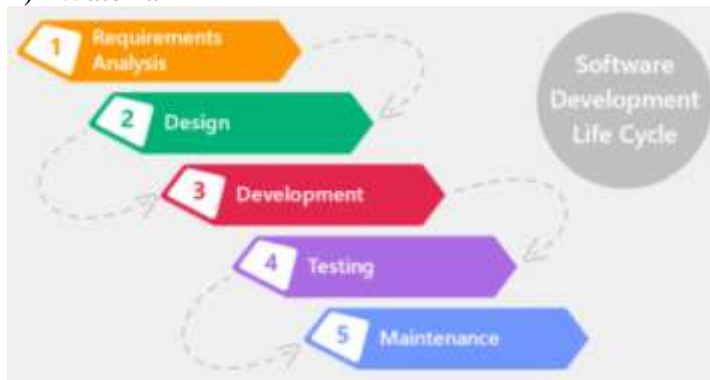 1 Requirements
Analysis
2 Design
3 Development
4 Testing
5 Maintenance
Software
Development
Life Cycle